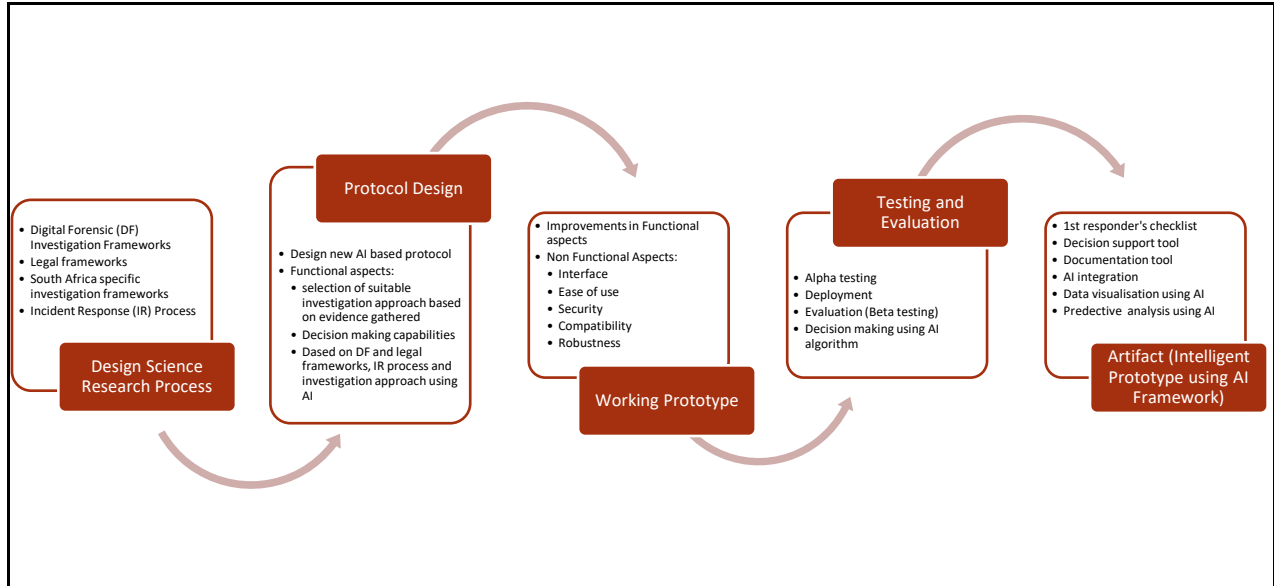 Digital Forensic (DF)
Investigation Frameworks
Legal frameworks
South Africa specific
investigation frameworks
Incident Response (IR) Process
Design Science
Research Process
Protocol Design
Design new AI based protocol
Functional aspects:
selection of suitable
investigation approach based
on evidence gathered
Decision making capabilities
Dased on DF and legal
frameworks, IR process and
investigation approach using
AI
Improvements in Functional
aspects
Non Functional Aspects:
Interface
Ease of use
Security
Compatibility
Robustness
Working Prototype
Testing and
Evaluation
Alpha testing
Deployment
Evaluation (Beta testing)
Decision making using AI
algorithm
1st responder's checklist
Decision support tool
Documentation tool
AI integration
Data visualisation using AI
Predective analysis using AI
Artifact (Intelligent
Prototype using AI
Framework)